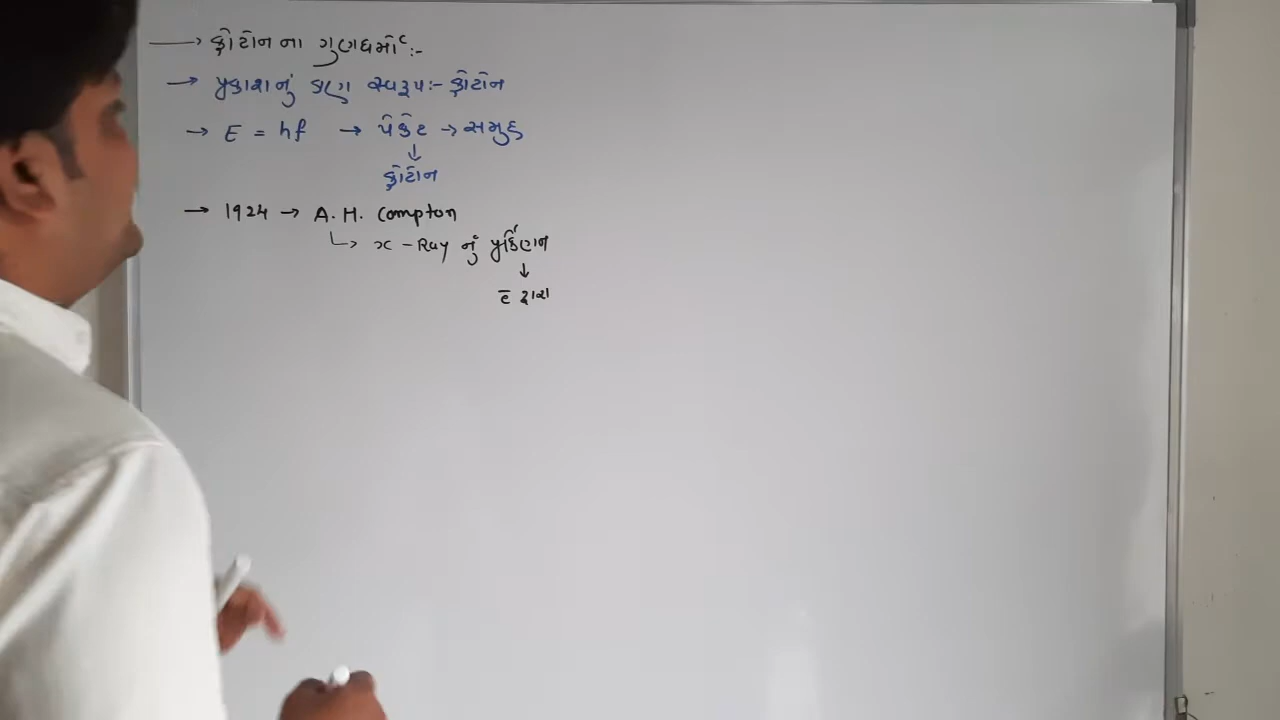 → ફોટોન ના ગુણધર્મો :-
→ પ્રકાશનું કણ સ્વરૂપ:- ફોટોન
→ E = hf → પેકેટ → સમુહ
↓
ફોટોન
→ 1924 → A. H. Compton
↳ x - Ray નું પ્રકિર્ણન
↓
e̅ દ્વારા